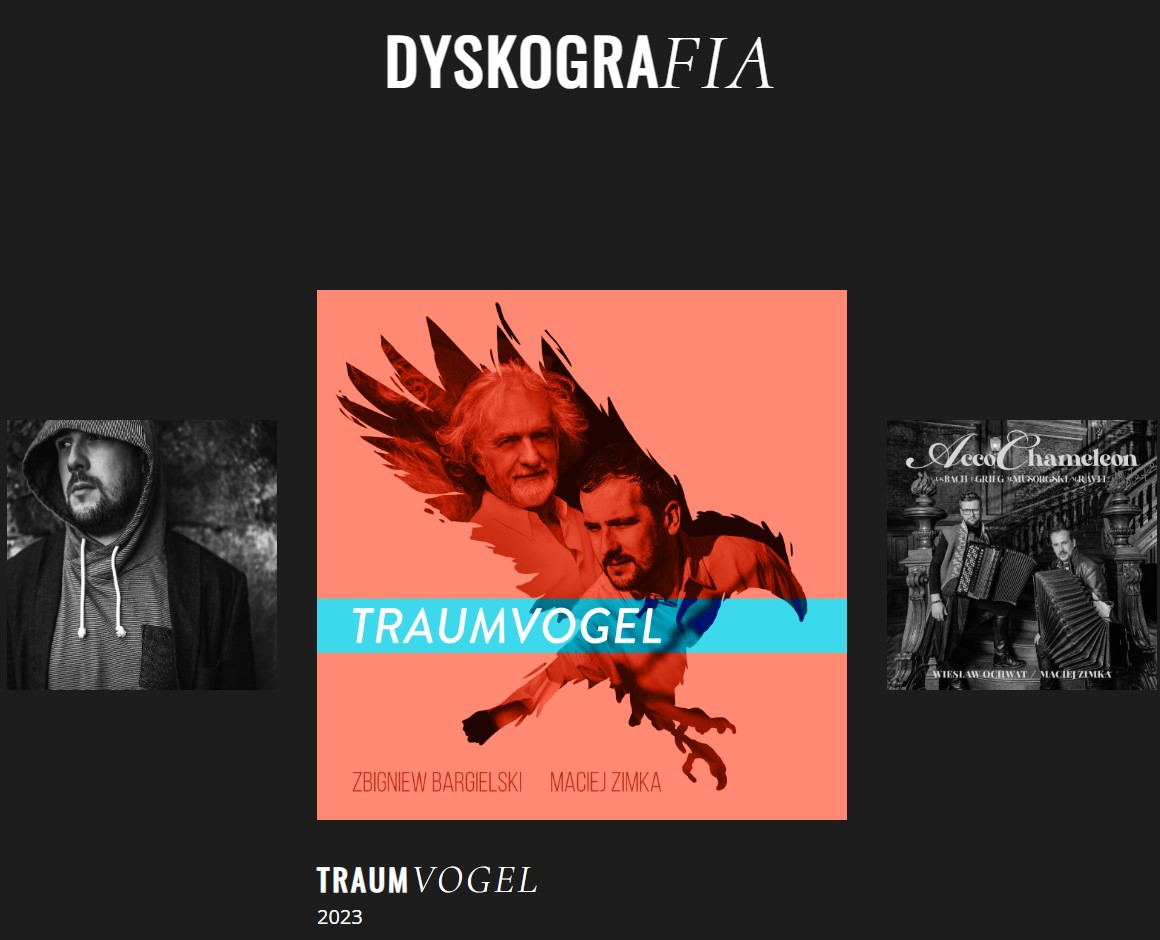 DYSKOGRAFIA
AccoChameleon
J.S.BACH E.GRIEG M.MUSORGSKI M.RAVEL
WIESŁAW OCHWAT / MACIEJ ZIMKA
TRAUMVOGEL
ZBIGNIEW BARGIELSKI MACIEJ ZIMKA
TRAUMVOGEL
2023